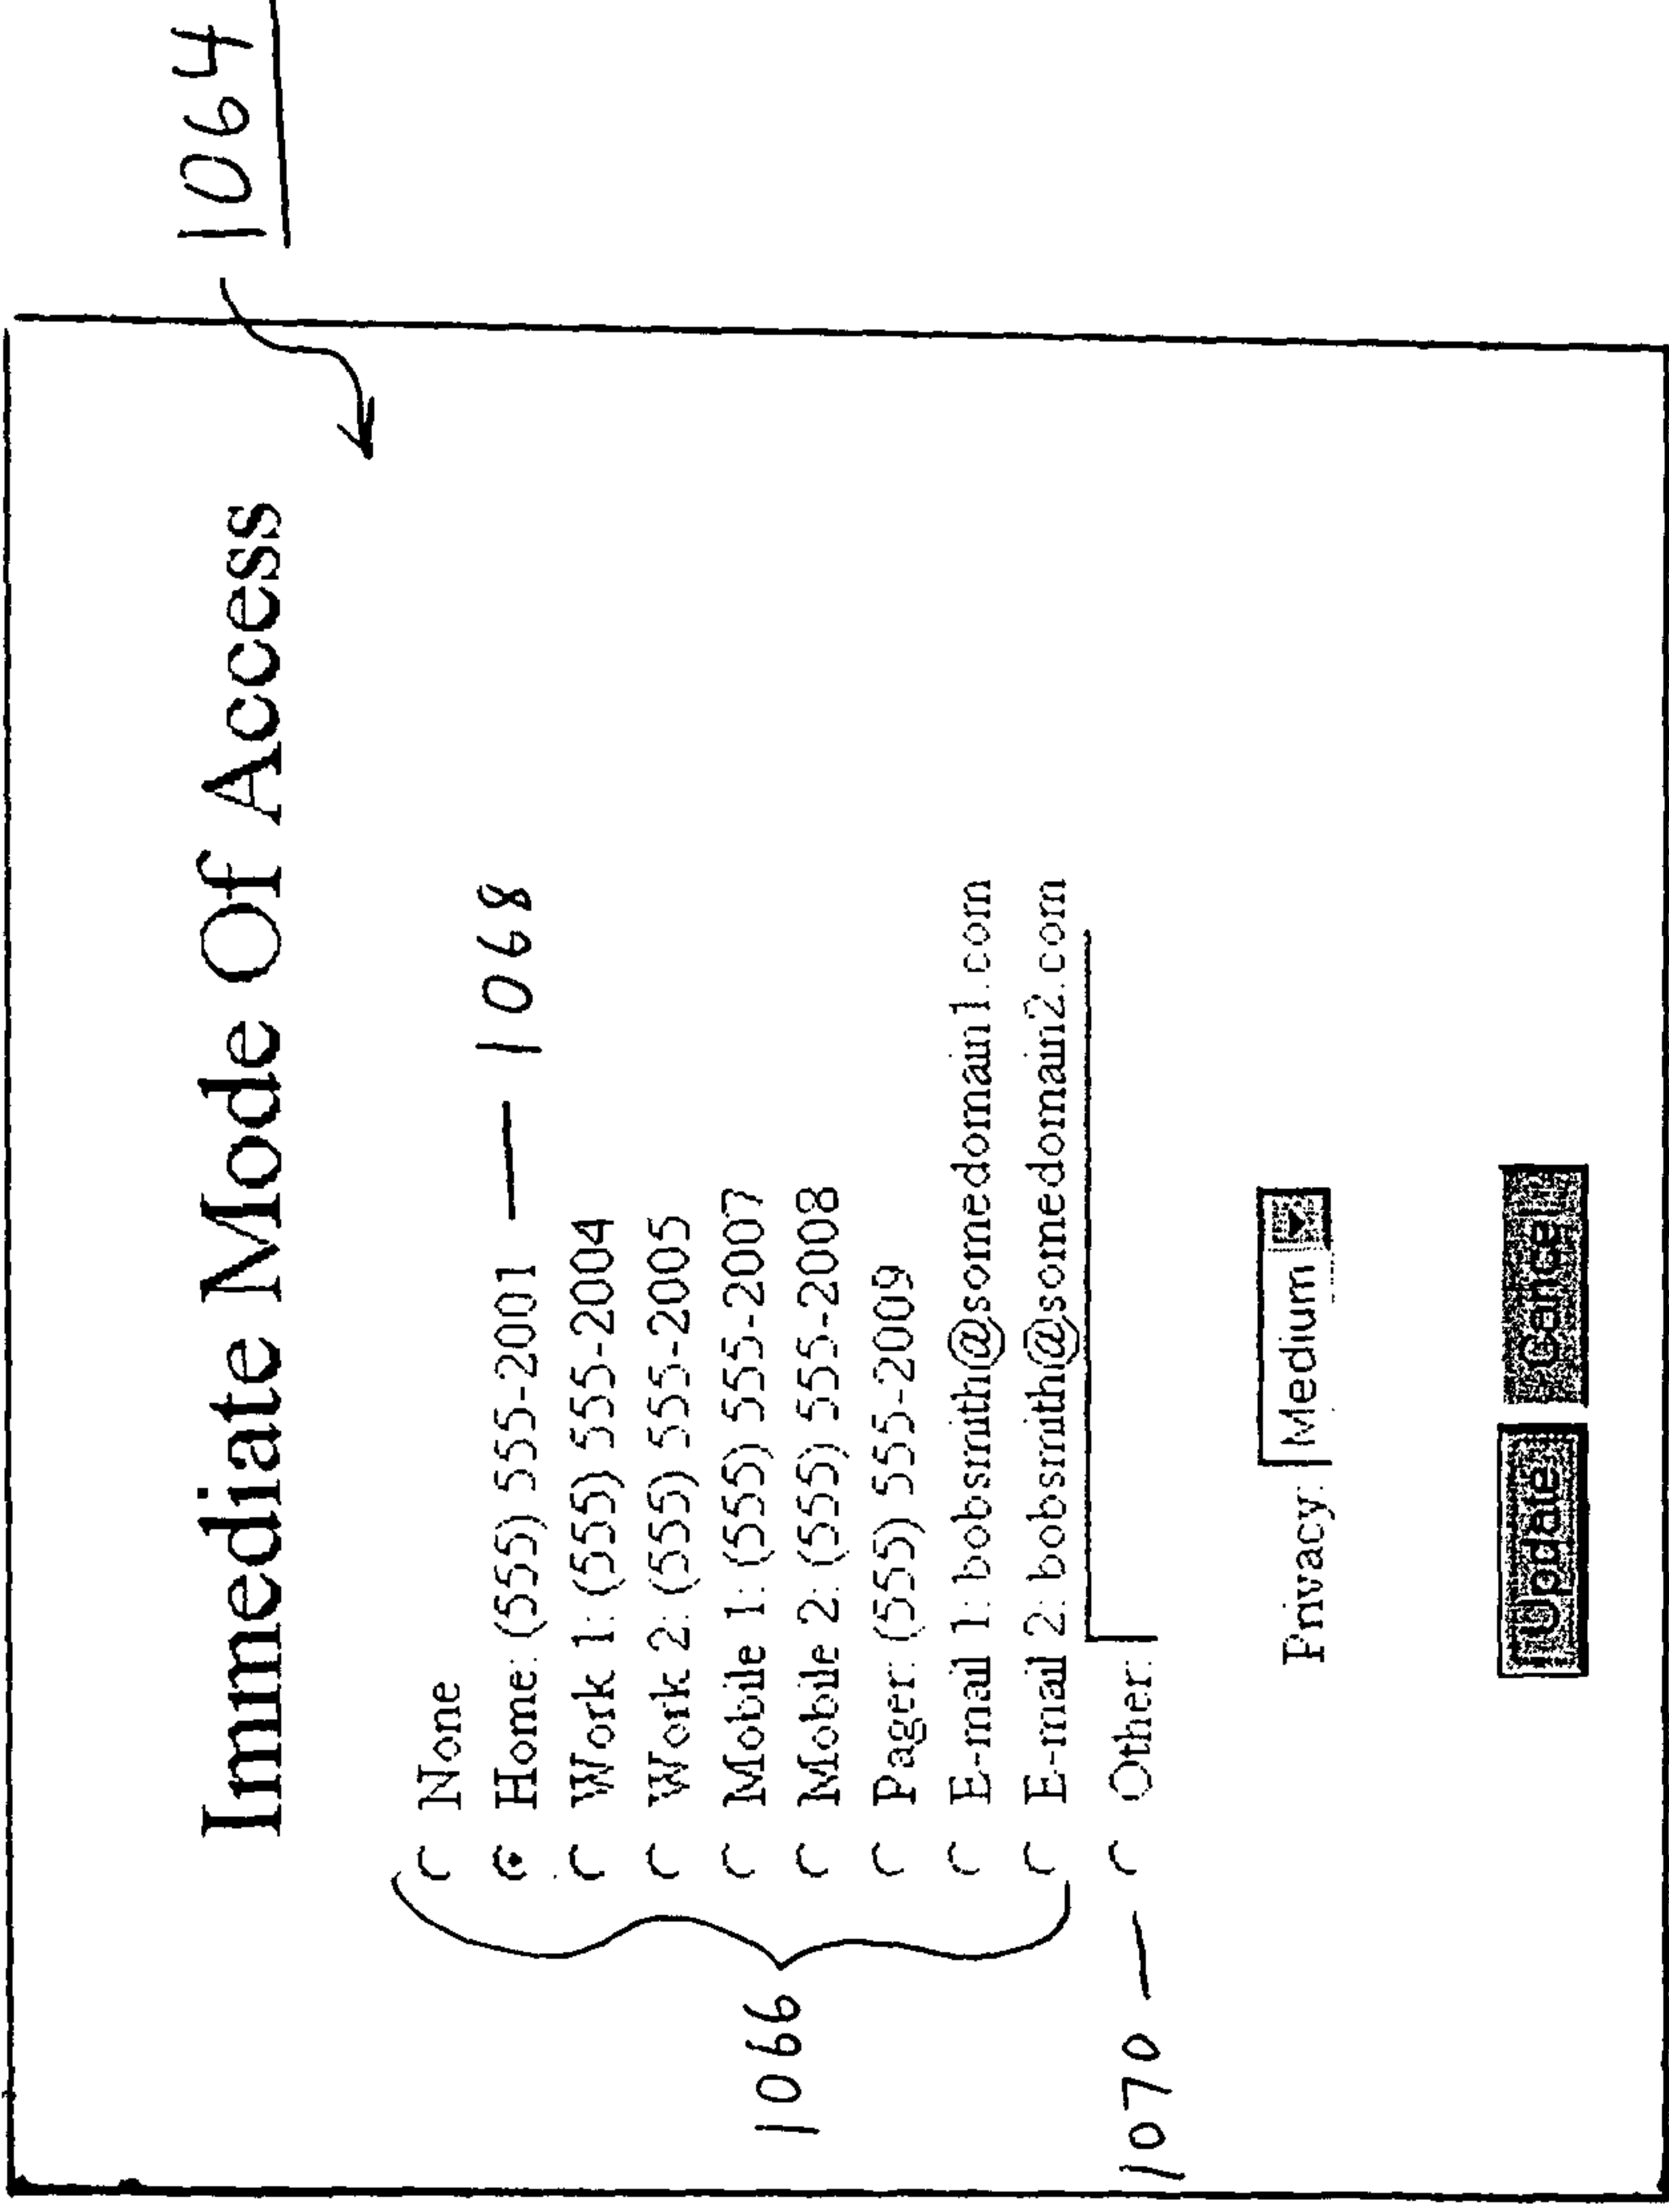 1064
Immediate Mode Of Access
None
Home: (555) 555-2001 1068
Work 1: (555) 555-2004
Work 2: (555) 555-2005
Mobile 1: (555) 555-2007
Mobile 2: (555) 555-2008
Pager: (555) 555-2009
E-mail 1: bobsmith@somedomain1.com
E-mail 2: bobsmith@somedomain2.com
1066
1070 Other:
Privacy: Medium
Update Cancel